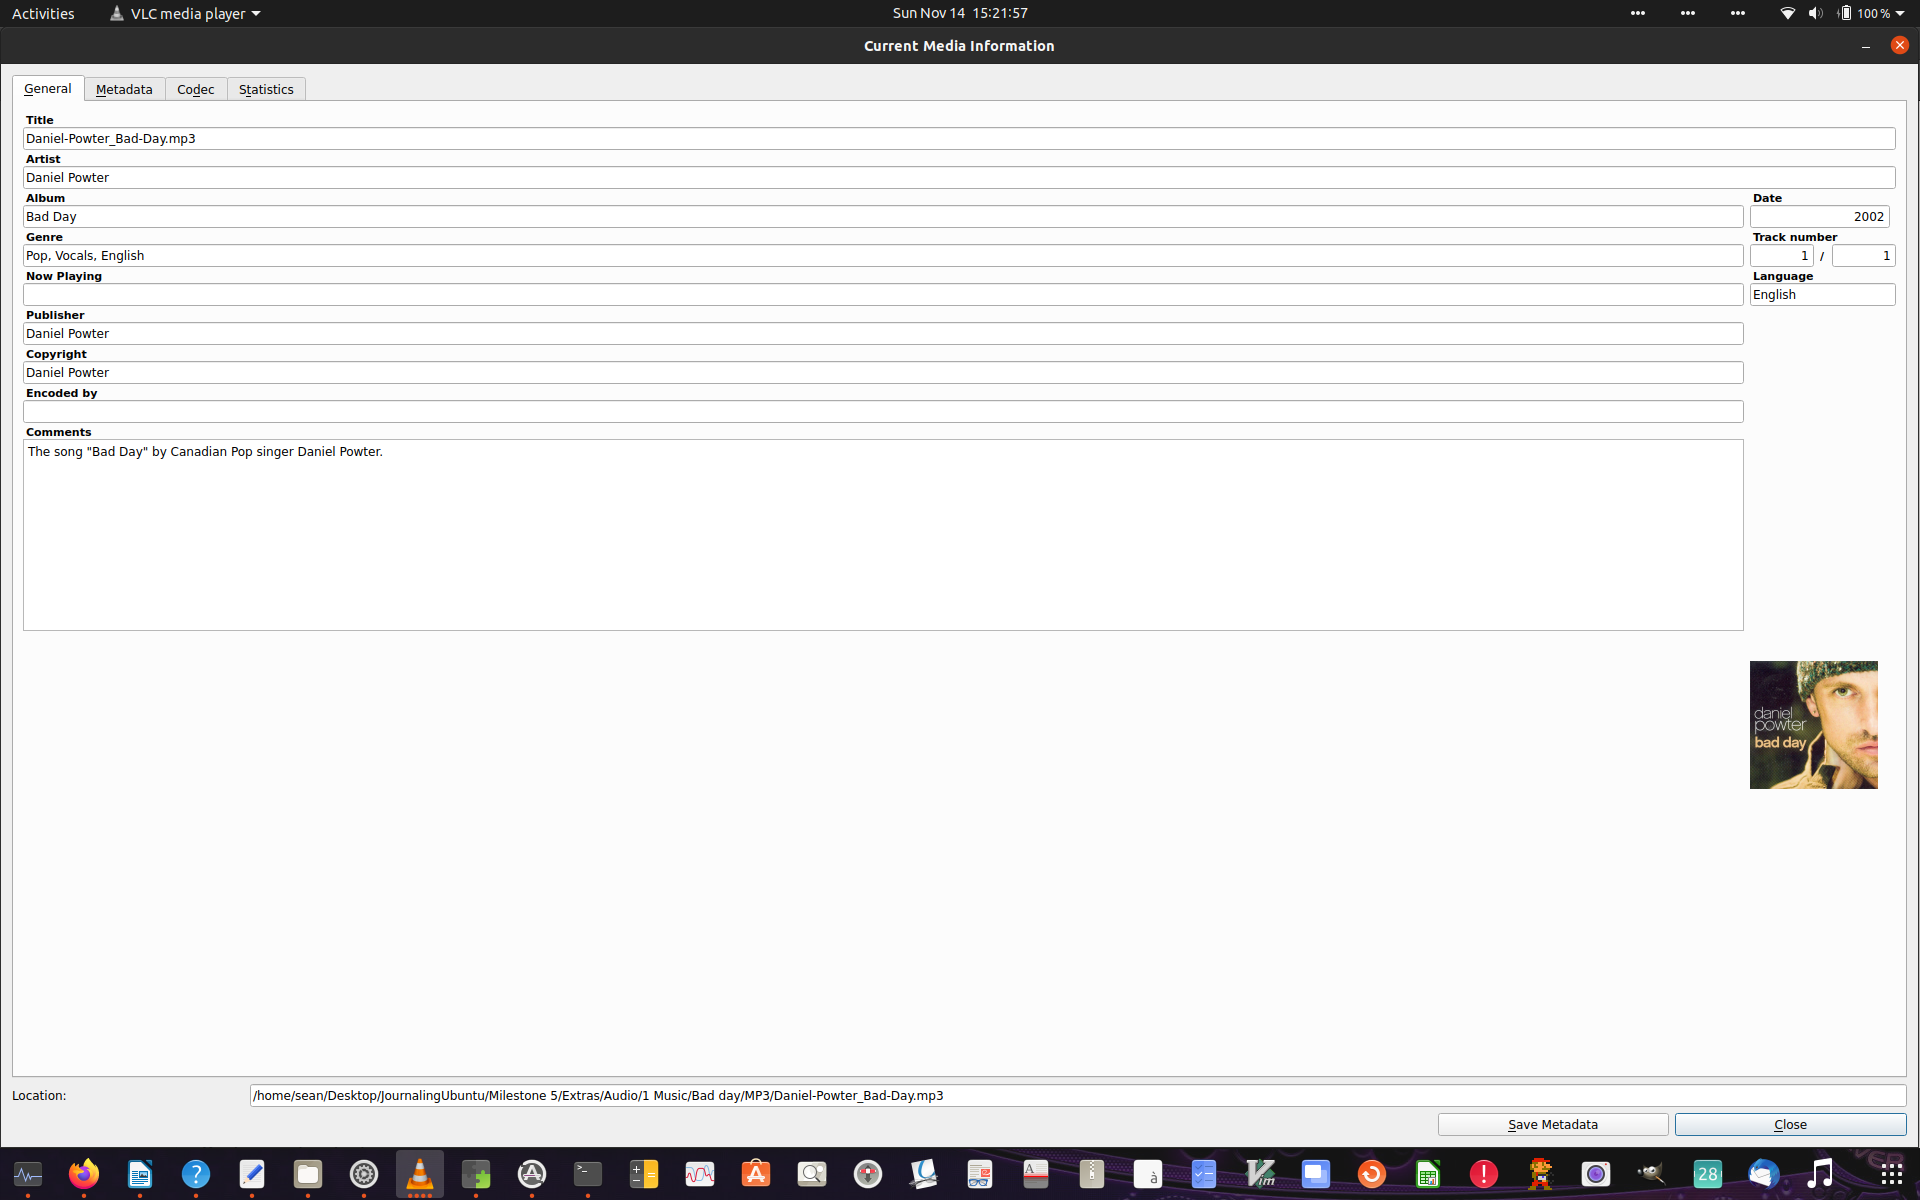 Activities
VLC media player
Sun Nov 14 15:21:57
100 %
Current Media Information
General
Metadata
Codec
Statistics
Title
Daniel-Powter_Bad-Day.mp3
Artist
Daniel Powter
Album
Date
Bad Day
2002
Genre
Track number
Pop, Vocals, English
1 / 1
Now Playing
Language
English
Publisher
Daniel Powter
Copyright
Daniel Powter
Encoded by
Comments
The song "Bad Day" by Canadian Pop singer Daniel Powter.
daniel
powter
bad day
Location:
/home/sean/Desktop/JournalingUbuntu/Milestone 5/Extras/Audio/1 Music/Bad day/MP3/Daniel-Powter_Bad-Day.mp3
Save Metadata
Close
28